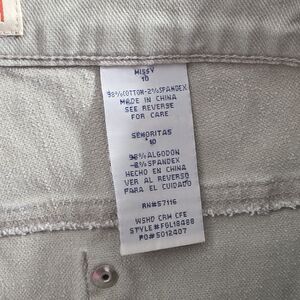 MISSY
10
98%COTTON-2%SPANDEX
MADE IN CHINA
SEE REVERSE
FOR CARE
SEÑORITAS
10
98%ALGODON
-2%SPANDEX
HECHO EN CHINA
VER AL REVERSO
PARA EL CUIDADO
RN#57116
WSHD CRM CFE
STYLE#FGL18488
PO#5012407